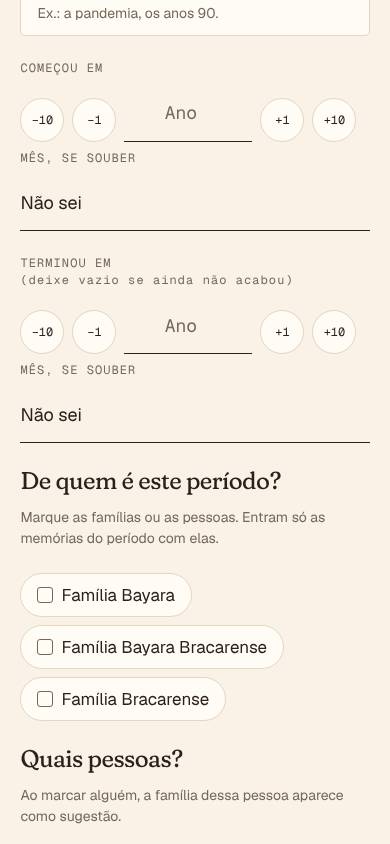 Ex.: a pandemia, os anos 90.
COMEÇOU EM
−10
−1
Ano
+1
+10
MÊS, SE SOUBER
Não sei
TERMINOU EM
(deixe vazio se ainda não acabou)
−10
−1
Ano
+1
+10
MÊS, SE SOUBER
Não sei
De quem é este período?
Marque as famílias ou as pessoas. Entram só as
memórias do período com elas.
Família Bayara
Família Bayara Bracarense
Família Bracarense
Quais pessoas?
Ao marcar alguém, a família dessa pessoa aparece
como sugestão.